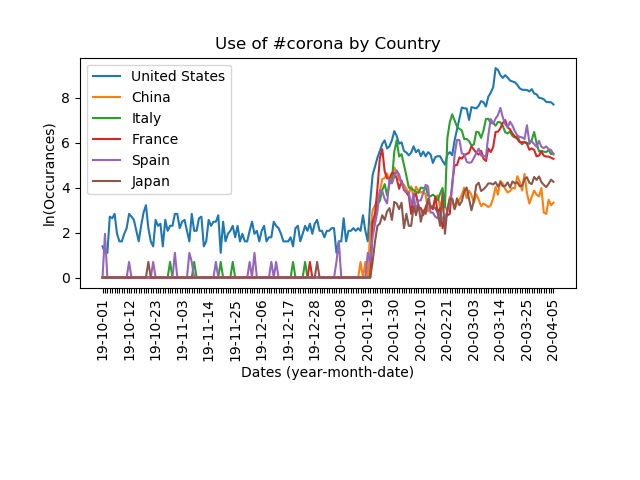 Use of #corona by Country
United States
China
Italy
France
Spain
Japan
ln(Occurances)
8
6
4
2
0
19-10-01
19-10-12
19-10-23
19-11-03
19-11-14
19-11-25
19-12-06
19-12-17
19-12-28
20-01-08
20-01-19
20-01-30
20-02-10
20-02-21
20-03-03
20-03-14
20-03-25
20-04-05
Dates (year-month-date)